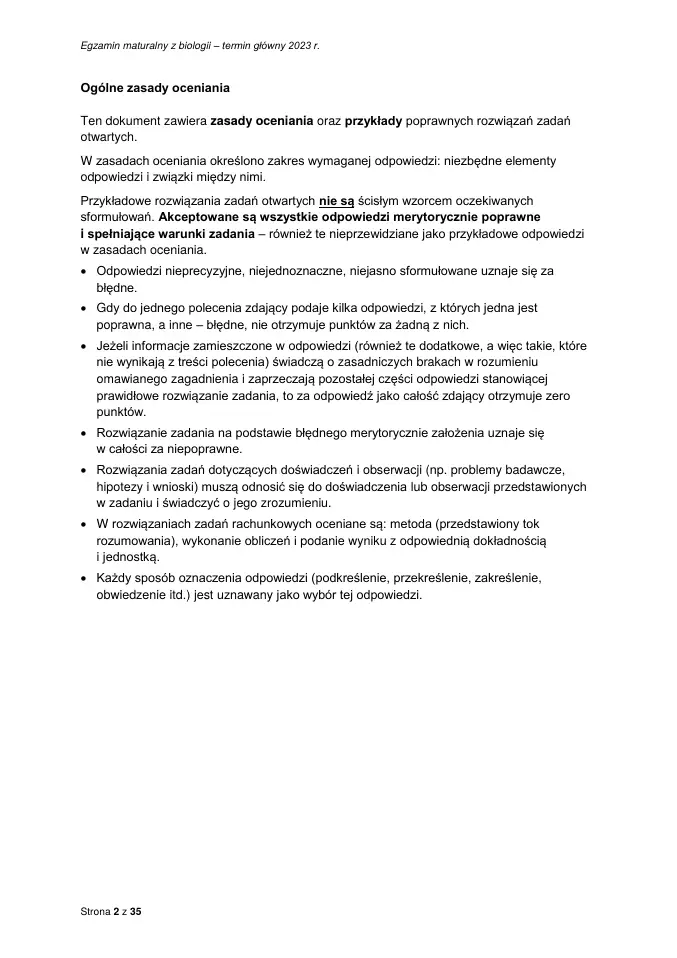 Egzamin maturalny z biologii – termin główny 2023 r.
Ogólne zasady oceniania
Ten dokument zawiera zasady oceniania oraz przykłady poprawnych rozwiązań zadań
otwartych.
W zasadach oceniania określono zakres wymaganej odpowiedzi: niezbędne elementy
odpowiedzi i związki między nimi.
Przykładowe rozwiązania zadań otwartych nie są ścisłym wzorcem oczekiwanych
sformułowań. Akceptowane są wszystkie odpowiedzi merytorycznie poprawne
i spełniające warunki zadania – również te nieprzewidziane jako przykładowe odpowiedzi
w zasadach oceniania.
• Odpowiedzi nieprecyzyjne, niejednoznaczne, niejasno sformułowane uznaje się za
błędne.
• Gdy do jednego polecenia zdający podaje kilka odpowiedzi, z których jedna jest
poprawna, a inne – błędne, nie otrzymuje punktów za żadną z nich.
• Jeżeli informacje zamieszczone w odpowiedzi (również te dodatkowe, a więc takie, które
nie wynikają z treści polecenia) świadczą o zasadniczych brakach w rozumieniu
omawianego zagadnienia i zaprzeczają pozostałej części odpowiedzi stanowiącej
prawidłowe rozwiązanie zadania, to za odpowiedź jako całość zdający otrzymuje zero
punktów.
• Rozwiązanie zadania na podstawie błędnego merytorycznie założenia uznaje się
w całości za niepoprawne.
• Rozwiązania zadań dotyczących doświadczeń i obserwacji (np. problemy badawcze,
hipotezy i wnioski) muszą odnosić się do doświadczenia lub obserwacji przedstawionych
w zadaniu i świadczyć o jego zrozumieniu.
• W rozwiązaniach zadań rachunkowych oceniane są: metoda (przedstawiony tok
rozumowania), wykonanie obliczeń i podanie wyniku z odpowiednią dokładnością
i jednostką.
• Każdy sposób oznaczenia odpowiedzi (podkreślenie, przekreślenie, zakreślenie,
obwiedzenie itd.) jest uznawany jako wybór tej odpowiedzi.
Strona 2 z 35